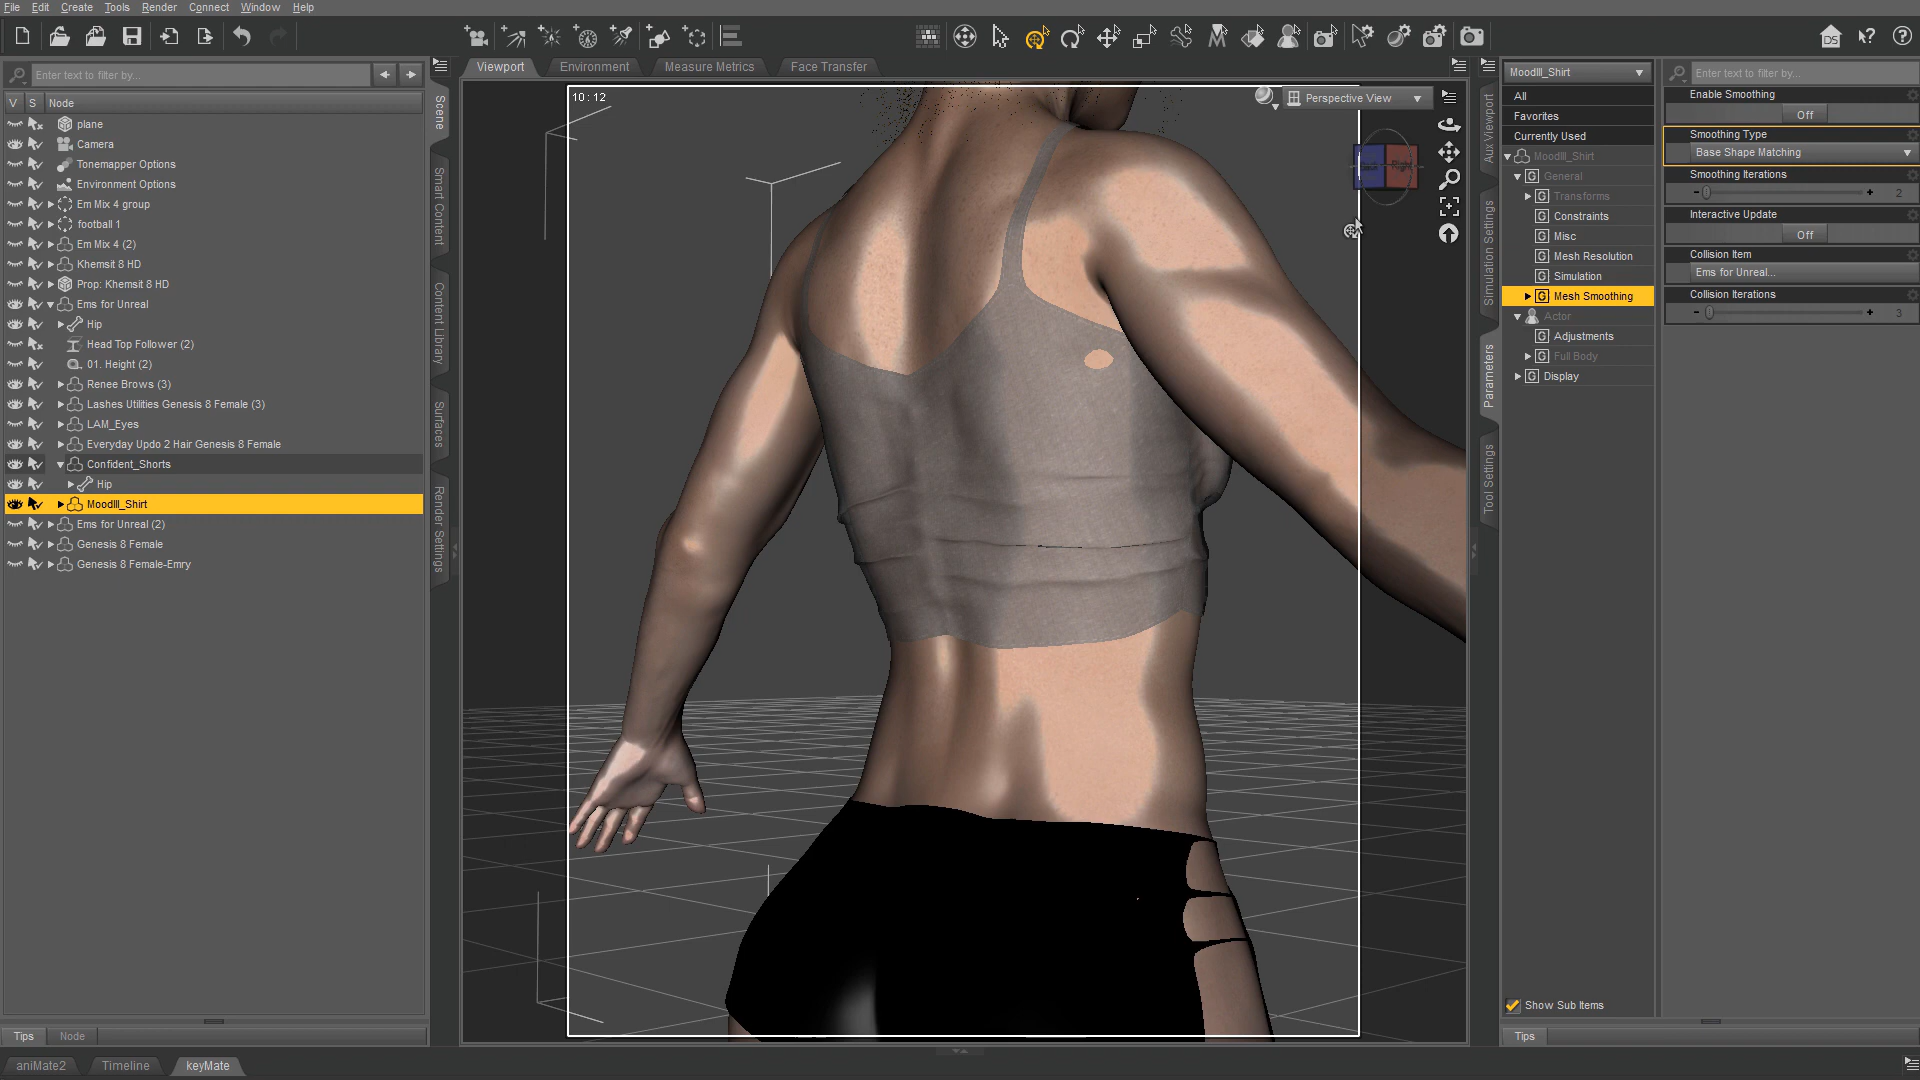 File Edit Create Tools Render Connect Window Help
Enter text to filter by...
Viewport Environment Measure Metrics Face Transfer
V S Node
plane
Camera
Tonemapper Options
Environment Options
Em Mix 4 group
football 1
Em Mix 4 (2)
Khemsit 8 HD
Prop: Khemsit 8 HD
Ems for Unreal
Hip
Head Top Follower (2)
01. Height (2)
Renee Brows (3)
Lashes Utilities Genesis 8 Female (3)
LAM_Eyes
Everyday Updo 2 Hair Genesis 8 Female
Confident_Shorts
Hip
MoodIII_Shirt
Ems for Unreal (2)
Genesis 8 Female
Genesis 8 Female-Emry
Tips Node
aniMate2 Timeline keyMate
Scene
Smart Content
Content Library
Surfaces
Render Settings
10 : 12
Perspective View
Right
DS
Aux Viewport
Simulation Settings
Parameters
Tool Settings
MoodIII_Shirt
All
Favorites
Currently Used
MoodIII_Shirt
General
Transforms
Constraints
Misc
Mesh Resolution
Simulation
Mesh Smoothing
Actor
Adjustments
Full Body
Display
Show Sub Items
Tips
Enter text to filter by...
Enable Smoothing
Off
Smoothing Type
Base Shape Matching
Smoothing Iterations
2
Interactive Update
Off
Collision Item
Ems for Unreal...
Collision Iterations
3